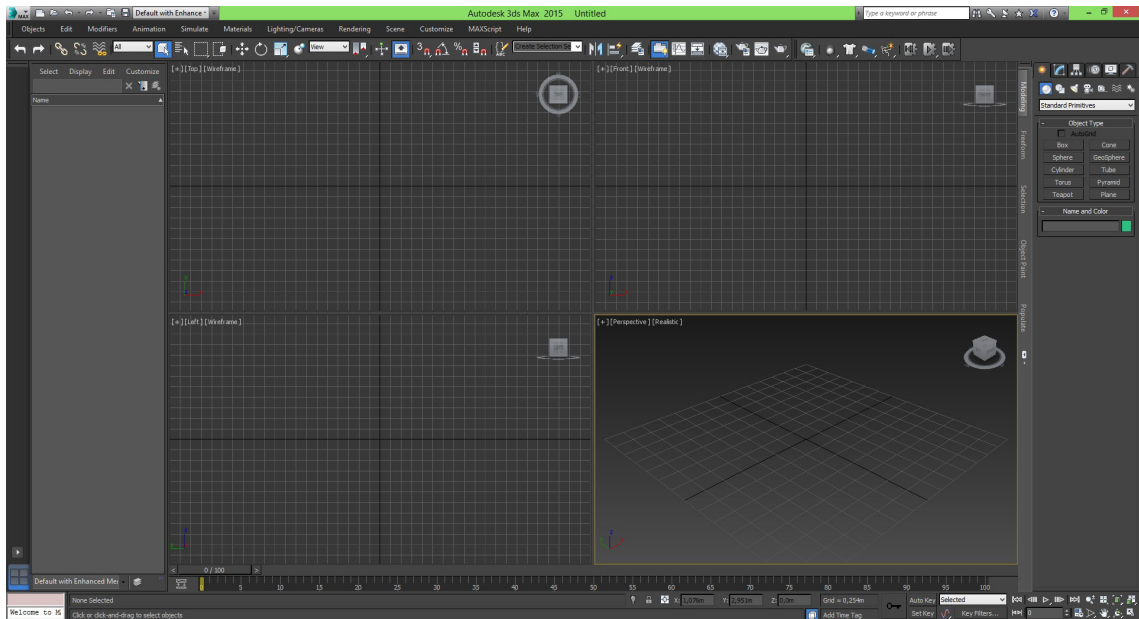 MAX
Default with Enhance
Autodesk 3ds Max 2015 Untitled
Type a keyword or phrase
Objects Edit Modifiers Animation Simulate Materials Lighting/Cameras Rendering Scene Customize MAXScript Help
All
View
Create Selection Se
Select Display Edit Customize
Name
[+][Top][Wireframe]
TOP
[+][Front][Wireframe]
[+][Left][Wireframe]
[+][Perspective][Realistic]
Modeling
Freeform
Selection
Object Paint
Populate
Standard Primitives
- Object Type
AutoGrid
Box Cone
Sphere GeoSphere
Cylinder Tube
Torus Pyramid
Teapot Plane
- Name and Color
< 0 / 100 >
Default with Enhanced Me
0 5 10 15 20 25 30 35 40 45 50 55 60 65 70 75 80 85 90 95 100
None Selected
X: 1,076m Y: 2,951m Z: 0,0m
Grid = 0,254m
Auto Key Selected
Welcome to M
Click or click-and-drag to select objects
Add Time Tag
Set Key Key Filters...
0